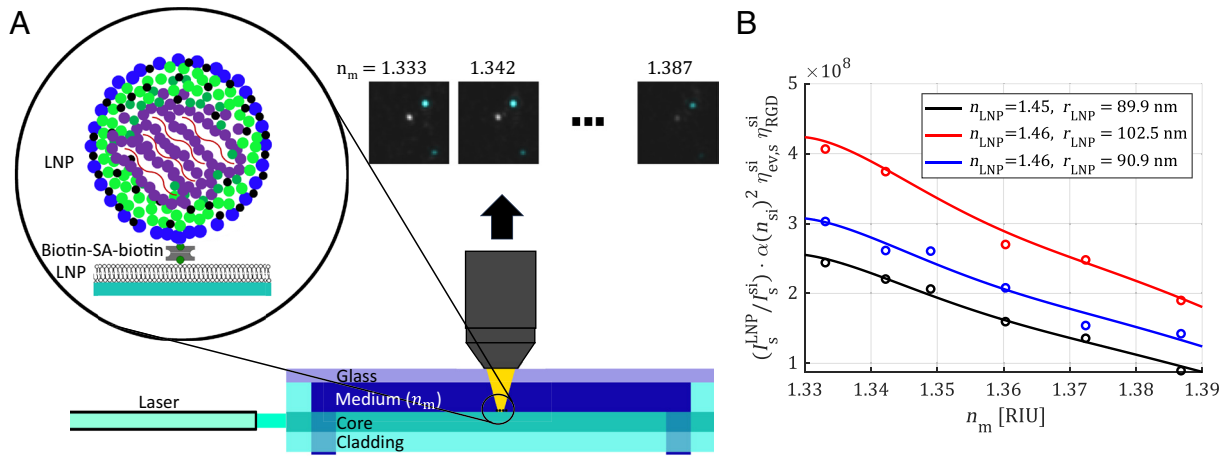 A
n_m = 1.333
1.342
1.387
LNP
Biotin-SA-biotin
LNP
Glass
Medium (n_m)
Core
Cladding
Laser
B
×10^8
5
4
3
2
1
1.33 1.34 1.35 1.36 1.37 1.38 1.39
n_m [RIU]
(I_s^LNP/I_s^si) · α(n_si)^2 η_ev,s^si η_RGD^si
n_LNP=1.45, r_LNP = 89.9 nm
n_LNP=1.46, r_LNP = 102.5 nm
n_LNP=1.46, r_LNP = 90.9 nm